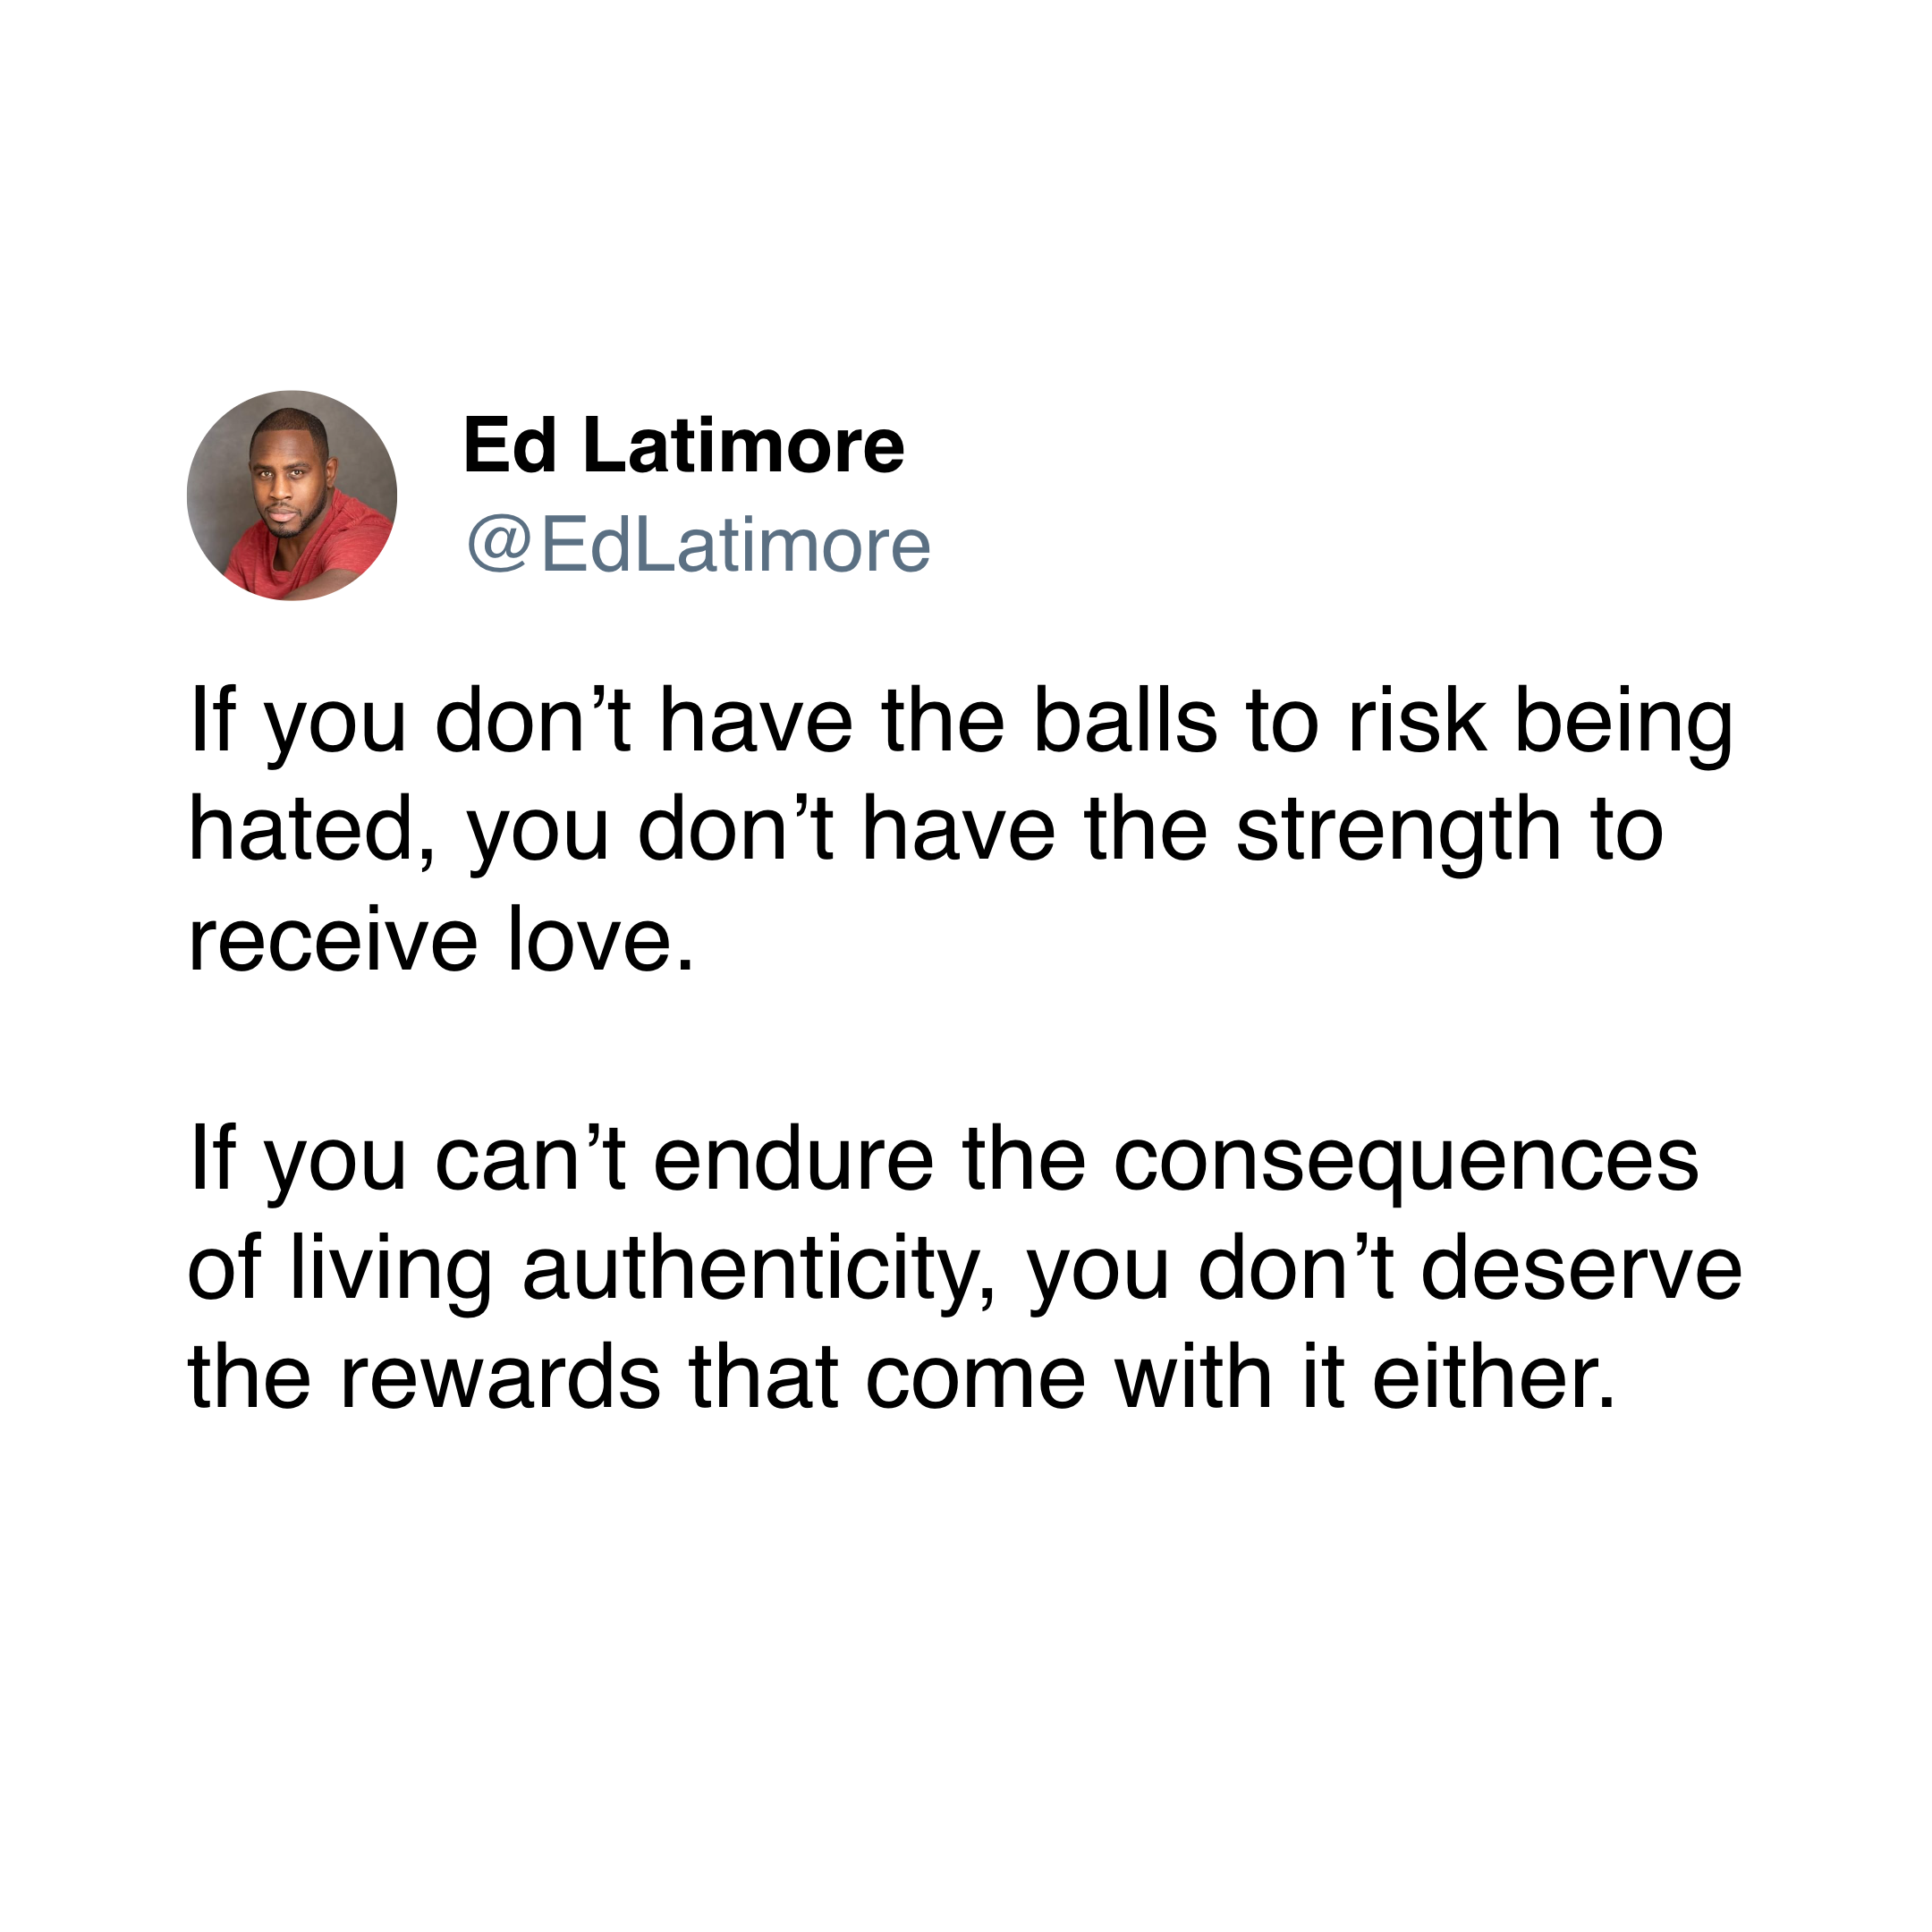 Ed Latimore
@EdLatimore
If you don’t have the balls to risk being
hated, you don’t have the strength to
receive love.
If you can’t endure the consequences
of living authenticity, you don’t deserve
the rewards that come with it either.